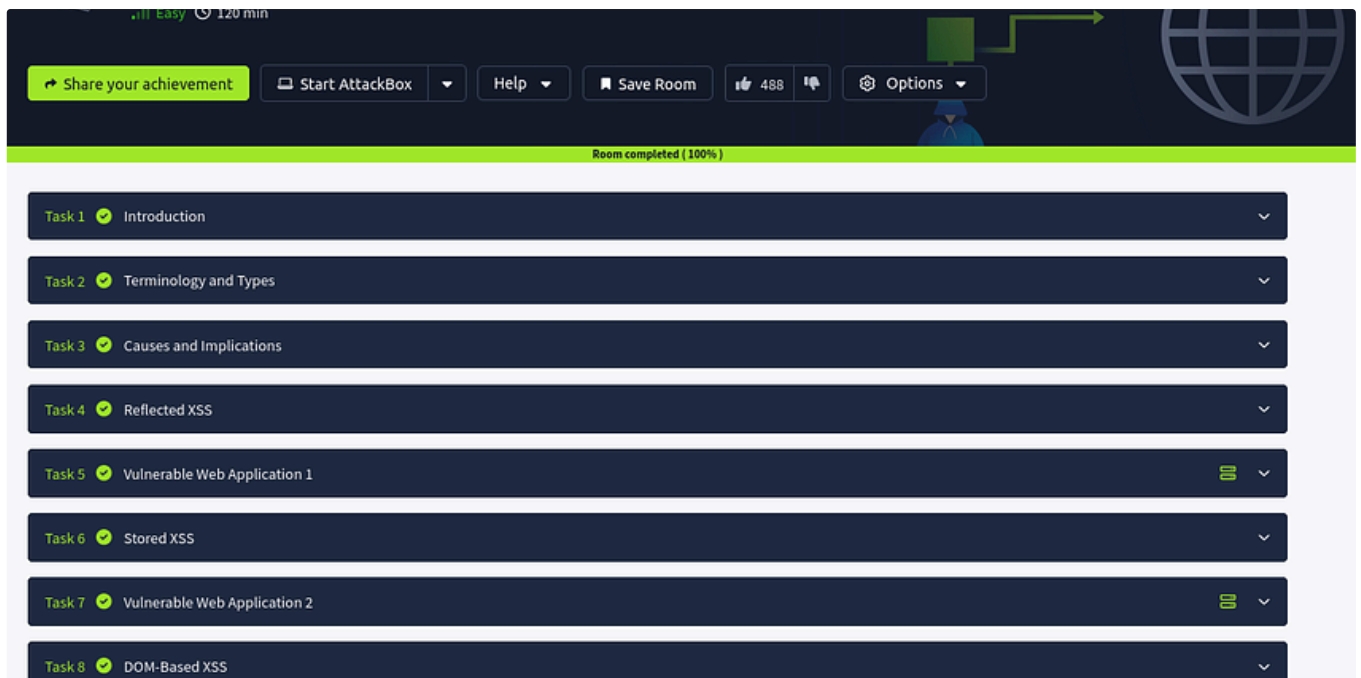 Easy 120 min
Share your achievement Start AttackBox Help Save Room 488 Options
Room completed ( 100% )
Task 1 Introduction
Task 2 Terminology and Types
Task 3 Causes and Implications
Task 4 Reflected XSS
Task 5 Vulnerable Web Application 1
Task 6 Stored XSS
Task 7 Vulnerable Web Application 2
Task 8 DOM-Based XSS